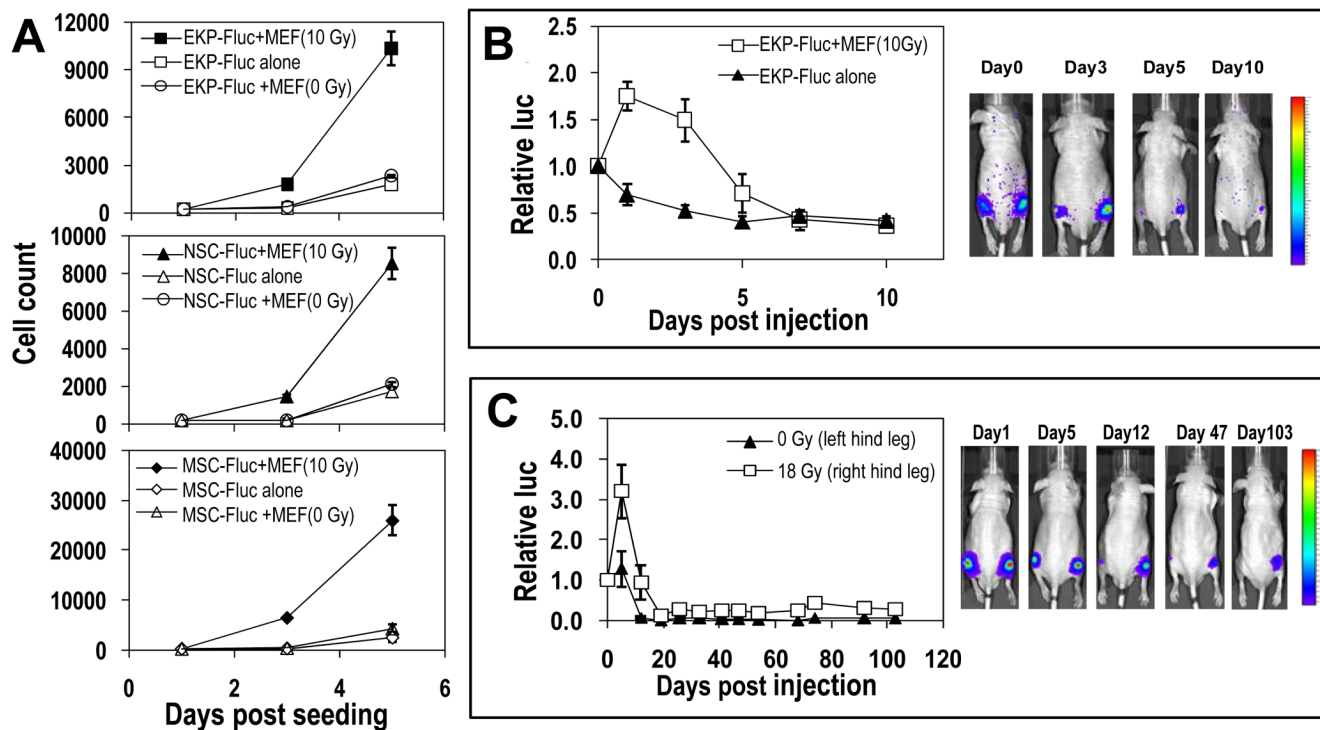 A
12000
9000
6000
3000
0
EKP-Fluc+MEF(10 Gy)
EKP-Fluc alone
EKP-Fluc +MEF(0 Gy)
10000
8000
6000
4000
2000
0
NSC-Fluc+MEF(10 Gy)
NSC-Fluc alone
NSC-Fluc +MEF(0 Gy)
Cell count
40000
30000
20000
10000
0
MSC-Fluc+MEF(10 Gy)
MSC-Fluc alone
MSC-Fluc +MEF(0 Gy)
0 2 4 6
Days post seeding
B
2.5
2.0
1.5
1.0
0.5
0.0
Relative luc
EKP-Fluc+MEF(10Gy)
EKP-Fluc alone
0 5 10
Days post injection
Day0 Day3 Day5 Day10
C
5.0
4.0
3.0
2.0
1.0
0.0
Relative luc
0 Gy (left hind leg)
18 Gy (right hind leg)
0 20 40 60 80 100 120
Days post injection
Day1 Day5 Day12 Day 47 Day103